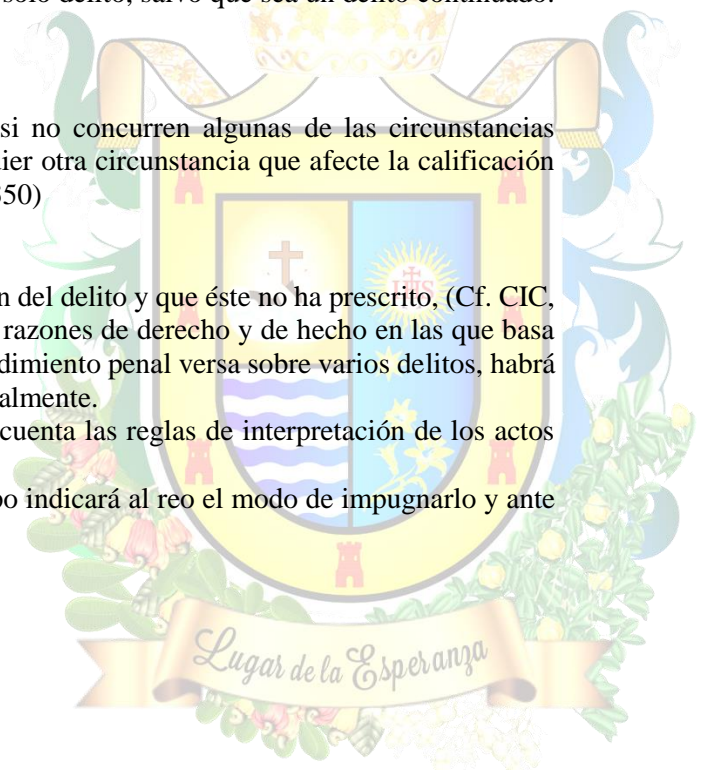 solo delito, salvo que sea un delito continuado.
si no concurren algunas de las circunstancias
ier otra circunstancia que afecte la calificación
350)
n del delito y que éste no ha prescrito, (Cf. CIC,
razones de derecho y de hecho en las que basa
dimiento penal versa sobre varios delitos, habrá
almente.
cuenta las reglas de interpretación de los actos
po indicará al reo el modo de impugnarlo y ante
IHS
Lugar de la Esperanza